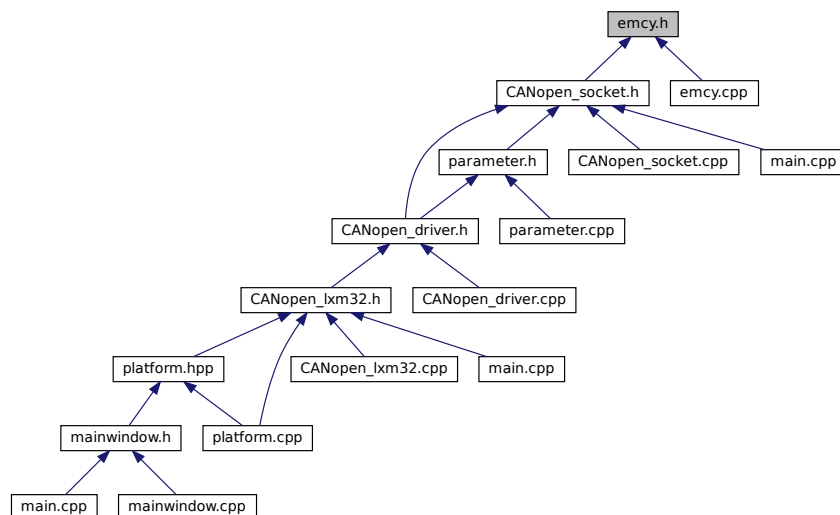 emcy.h
CANopen_socket.h
emcy.cpp
parameter.h
CANopen_socket.cpp
main.cpp
CANopen_driver.h
parameter.cpp
CANopen_lxm32.h
CANopen_driver.cpp
platform.hpp
CANopen_lxm32.cpp
main.cpp
mainwindow.h
platform.cpp
main.cpp
mainwindow.cpp